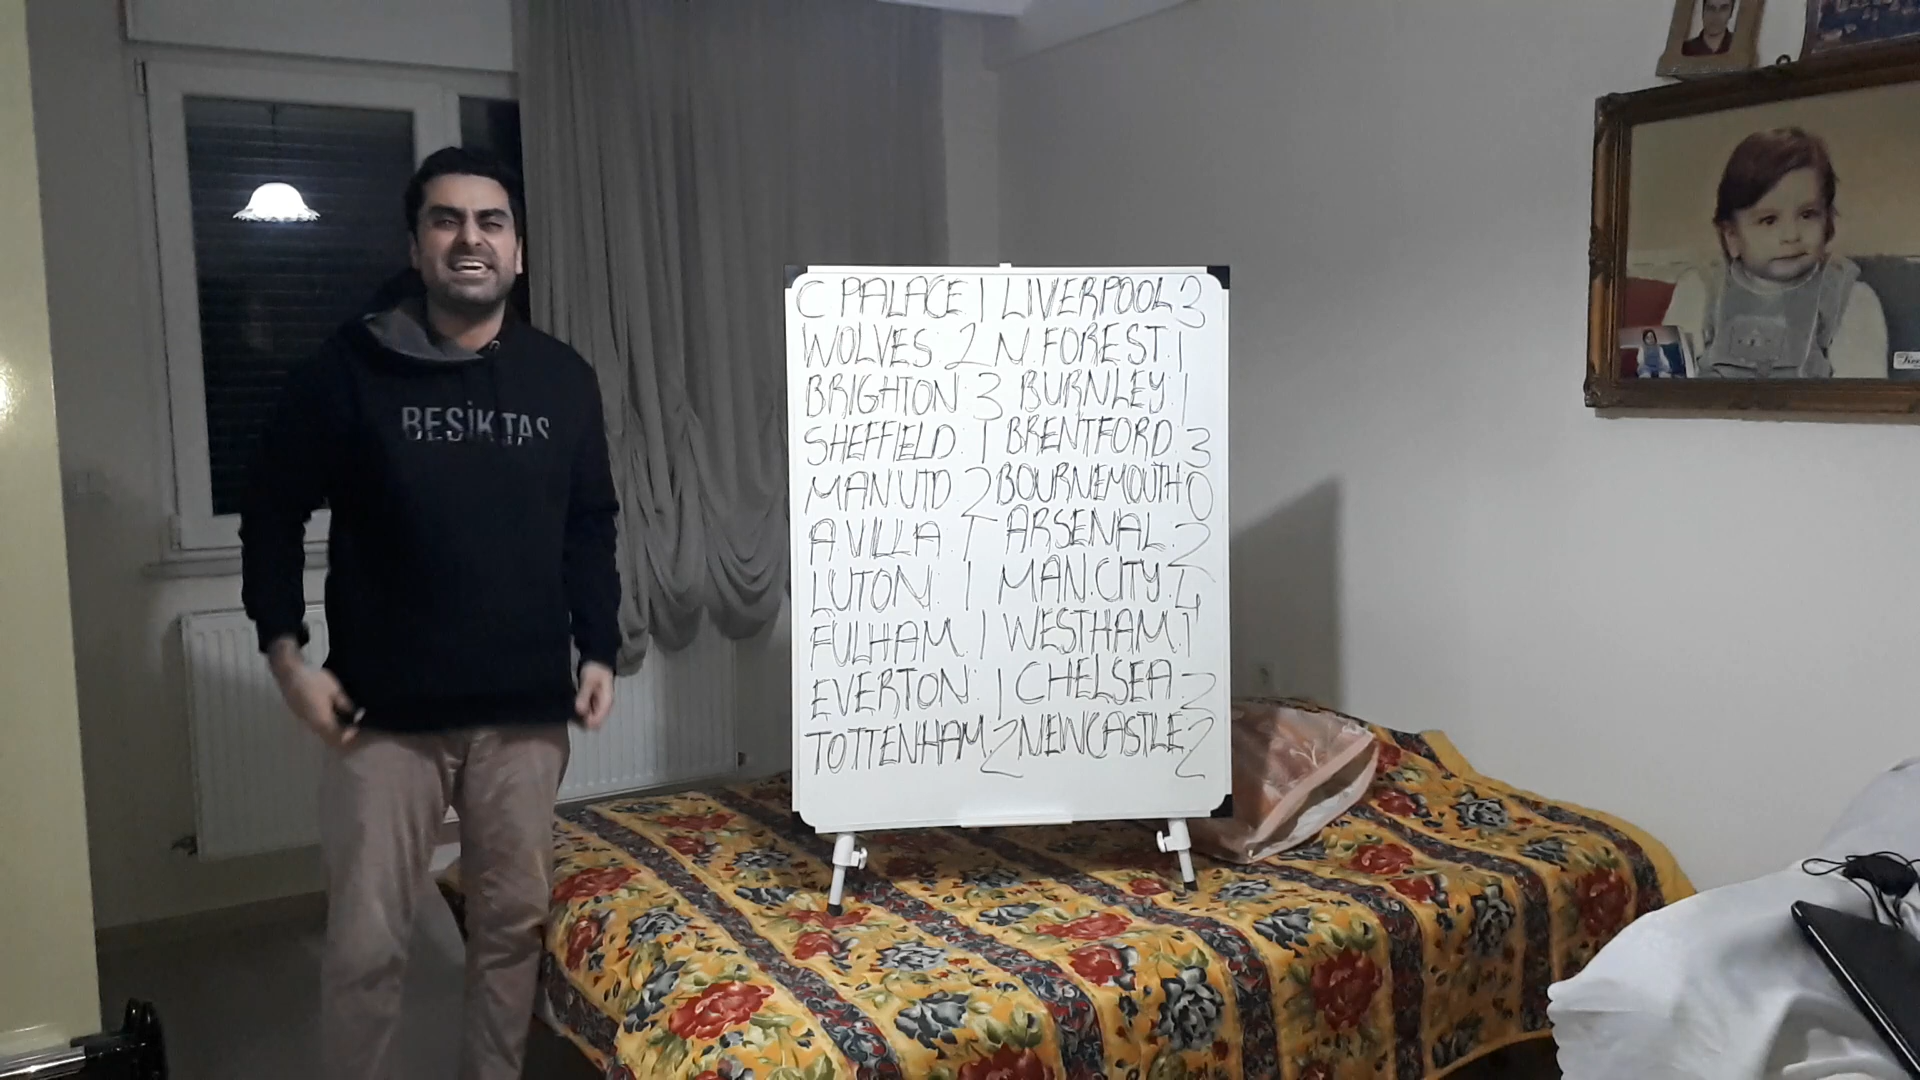 BEŞİKTAŞ
C PALACE 1 LIVERPOOL 3
WOLVES: 2 N. FOREST: 1
BRIGHTON: 3 BURNLEY: 1
SHEFFIELD: 1 BRENTFORD: 3
MAN UTD 2 BOURNEMOUTH 0
A VILLA: 1 ARSENAL: 2
LUTON: 1 MAN. CITY: 4
FULHAM: 1 WESTHAM: 1
EVERTON: 1 CHELSEA: 2
TOTTENHAM: 2 NEWCASTLE: 2